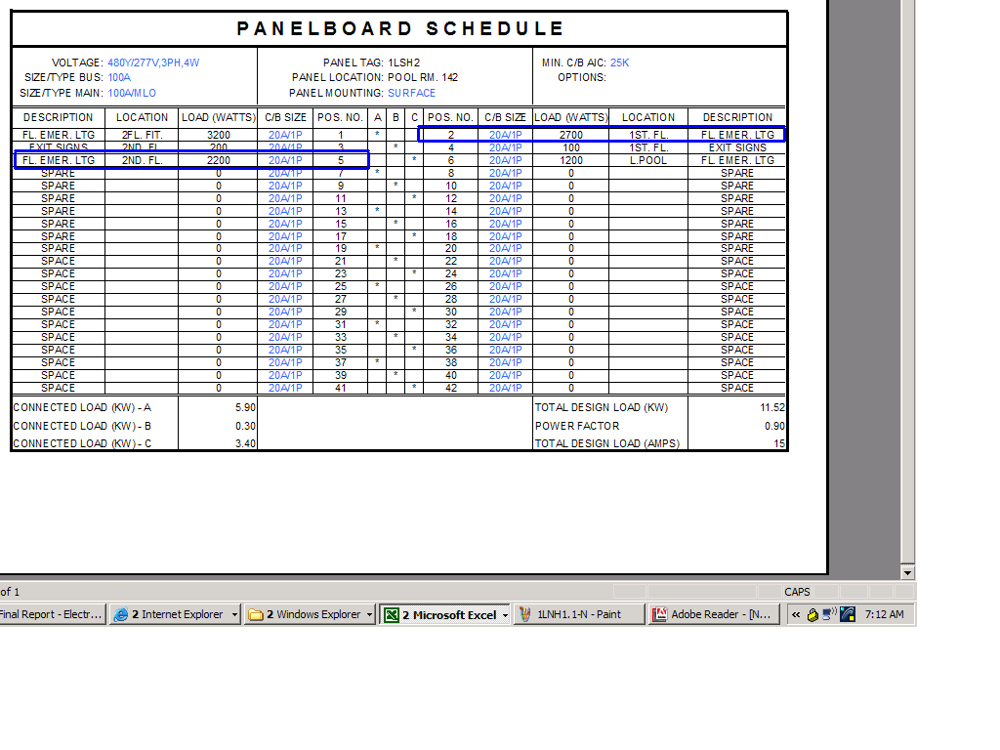 PANELBOARD SCHEDULE
VOLTAGE: 480Y/277V,3PH,4W PANEL TAG: 1LSH2 MIN. C/B AIC: 25K
SIZE/TYPE BUS: 100A PANEL LOCATION: POOL RM. 142 OPTIONS:
SIZE/TYPE MAIN: 100A/MLO PANEL MOUNTING: SURFACE
DESCRIPTION LOCATION LOAD (WATTS) C/B SIZE POS. NO. A B C POS. NO. C/B SIZE LOAD (WATTS) LOCATION DESCRIPTION
FL. EMER. LTG 2FL. FIT. 3200 20A/1P 1 * 2 20A/1P 2700 1ST. FL. FL. EMER. LTG
EXIT SIGNS 2ND. FL. 200 20A/1P 3 * 4 20A/1P 100 1ST. FL. EXIT SIGNS
FL. EMER. LTG 2ND. FL. 2200 20A/1P 5 * 6 20A/1P 1200 L.POOL FL. EMER. LTG
SPARE 0 20A/1P 7 * 8 20A/1P 0 SPARE
SPARE 0 20A/1P 9 * 10 20A/1P 0 SPARE
SPARE 0 20A/1P 11 * 12 20A/1P 0 SPARE
SPARE 0 20A/1P 13 * 14 20A/1P 0 SPARE
SPARE 0 20A/1P 15 * 16 20A/1P 0 SPARE
SPARE 0 20A/1P 17 * 18 20A/1P 0 SPARE
SPARE 0 20A/1P 19 * 20 20A/1P 0 SPARE
SPACE 0 20A/1P 21 * 22 20A/1P 0 SPACE
SPACE 0 20A/1P 23 * 24 20A/1P 0 SPACE
SPACE 0 20A/1P 25 * 26 20A/1P 0 SPACE
SPACE 0 20A/1P 27 * 28 20A/1P 0 SPACE
SPACE 0 20A/1P 29 * 30 20A/1P 0 SPACE
SPACE 0 20A/1P 31 * 32 20A/1P 0 SPACE
SPACE 0 20A/1P 33 * 34 20A/1P 0 SPACE
SPACE 0 20A/1P 35 * 36 20A/1P 0 SPACE
SPACE 0 20A/1P 37 * 38 20A/1P 0 SPACE
SPACE 0 20A/1P 39 * 40 20A/1P 0 SPACE
SPACE 0 20A/1P 41 * 42 20A/1P 0 SPACE
CONNECTED LOAD (KW) - A 5.90 TOTAL DESIGN LOAD (KW) 11.52
CONNECTED LOAD (KW) - B 0.30 POWER FACTOR 0.90
CONNECTED LOAD (KW) - C 3.40 TOTAL DESIGN LOAD (AMPS) 15
of 1 CAPS
Final Report - Electr... 2 Internet Explorer 2 Windows Explorer 2 Microsoft Excel 1LNH1.1-N - Paint Adobe Reader - [N... « 7:12 AM